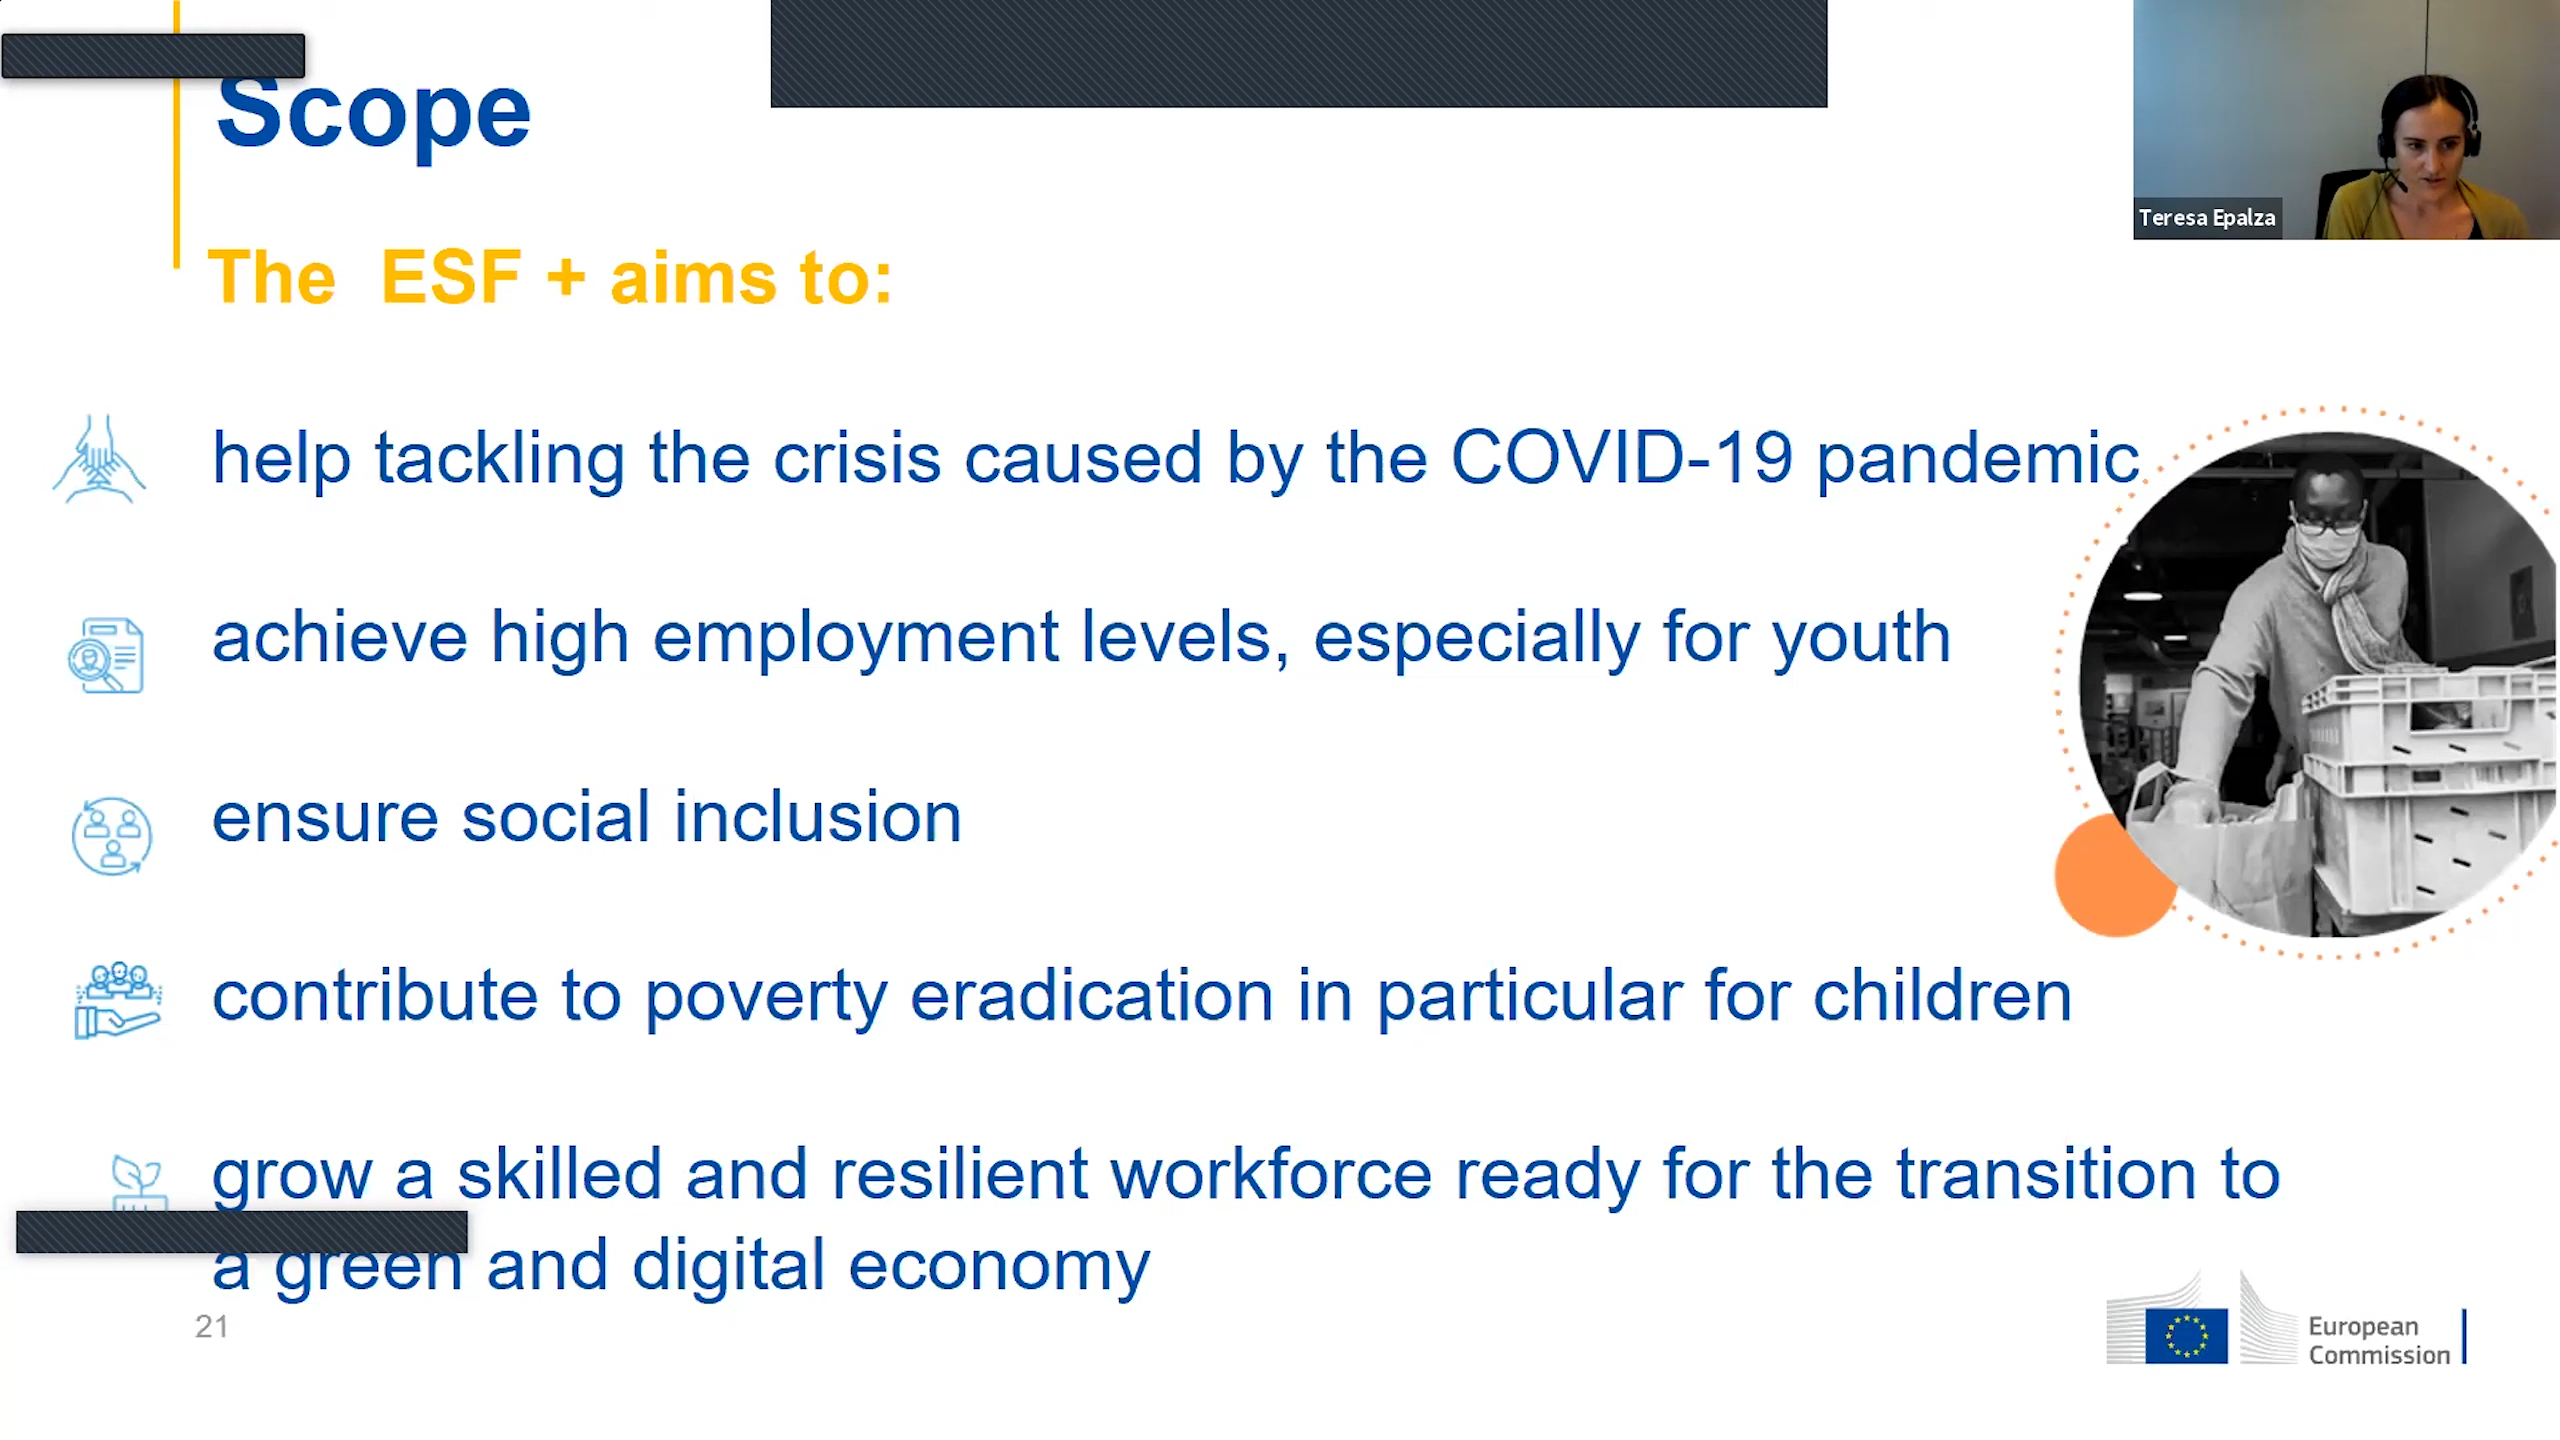 Scope
Teresa Epalza
The ESF + aims to:
help tackling the crisis caused by the COVID-19 pandemic
achieve high employment levels, especially for youth
ensure social inclusion
contribute to poverty eradication in particular for children
grow a skilled and resilient workforce ready for the transition to
a green and digital economy
21
European
Commission